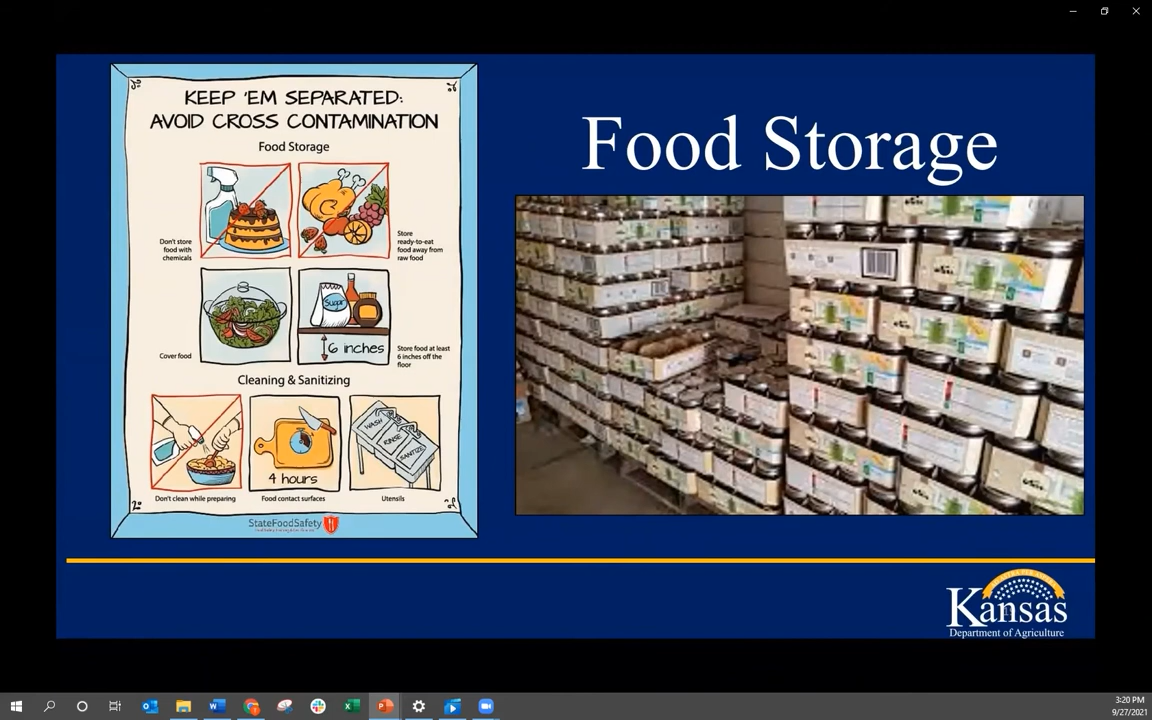 KEEP 'EM SEPARATED:
AVOID CROSS CONTAMINATION
Food Storage
Don't store
food with
chemicals
Store
ready-to-eat
food away from
raw food
Sugar
6 inches
Cover food
Store food at least
6 inches off the
floor
Cleaning & Sanitizing
WASH
RINSE
SANITIZE
4 hours
Don't clean while preparing
Food contact surfaces
Utensils
StateFoodSafety
Food Storage
Kansas
Department of Agriculture
3:20 PM
9/27/2021